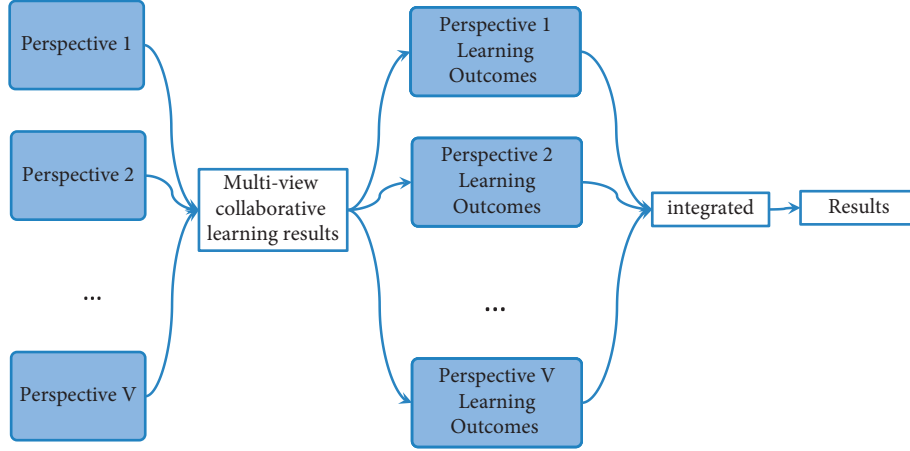 Perspective 1
Perspective 2
...
Perspective V
Multi-view
collaborative
learning results
Perspective 1
Learning
Outcomes
Perspective 2
Learning
Outcomes
...
Perspective V
Learning
Outcomes
integrated
Results